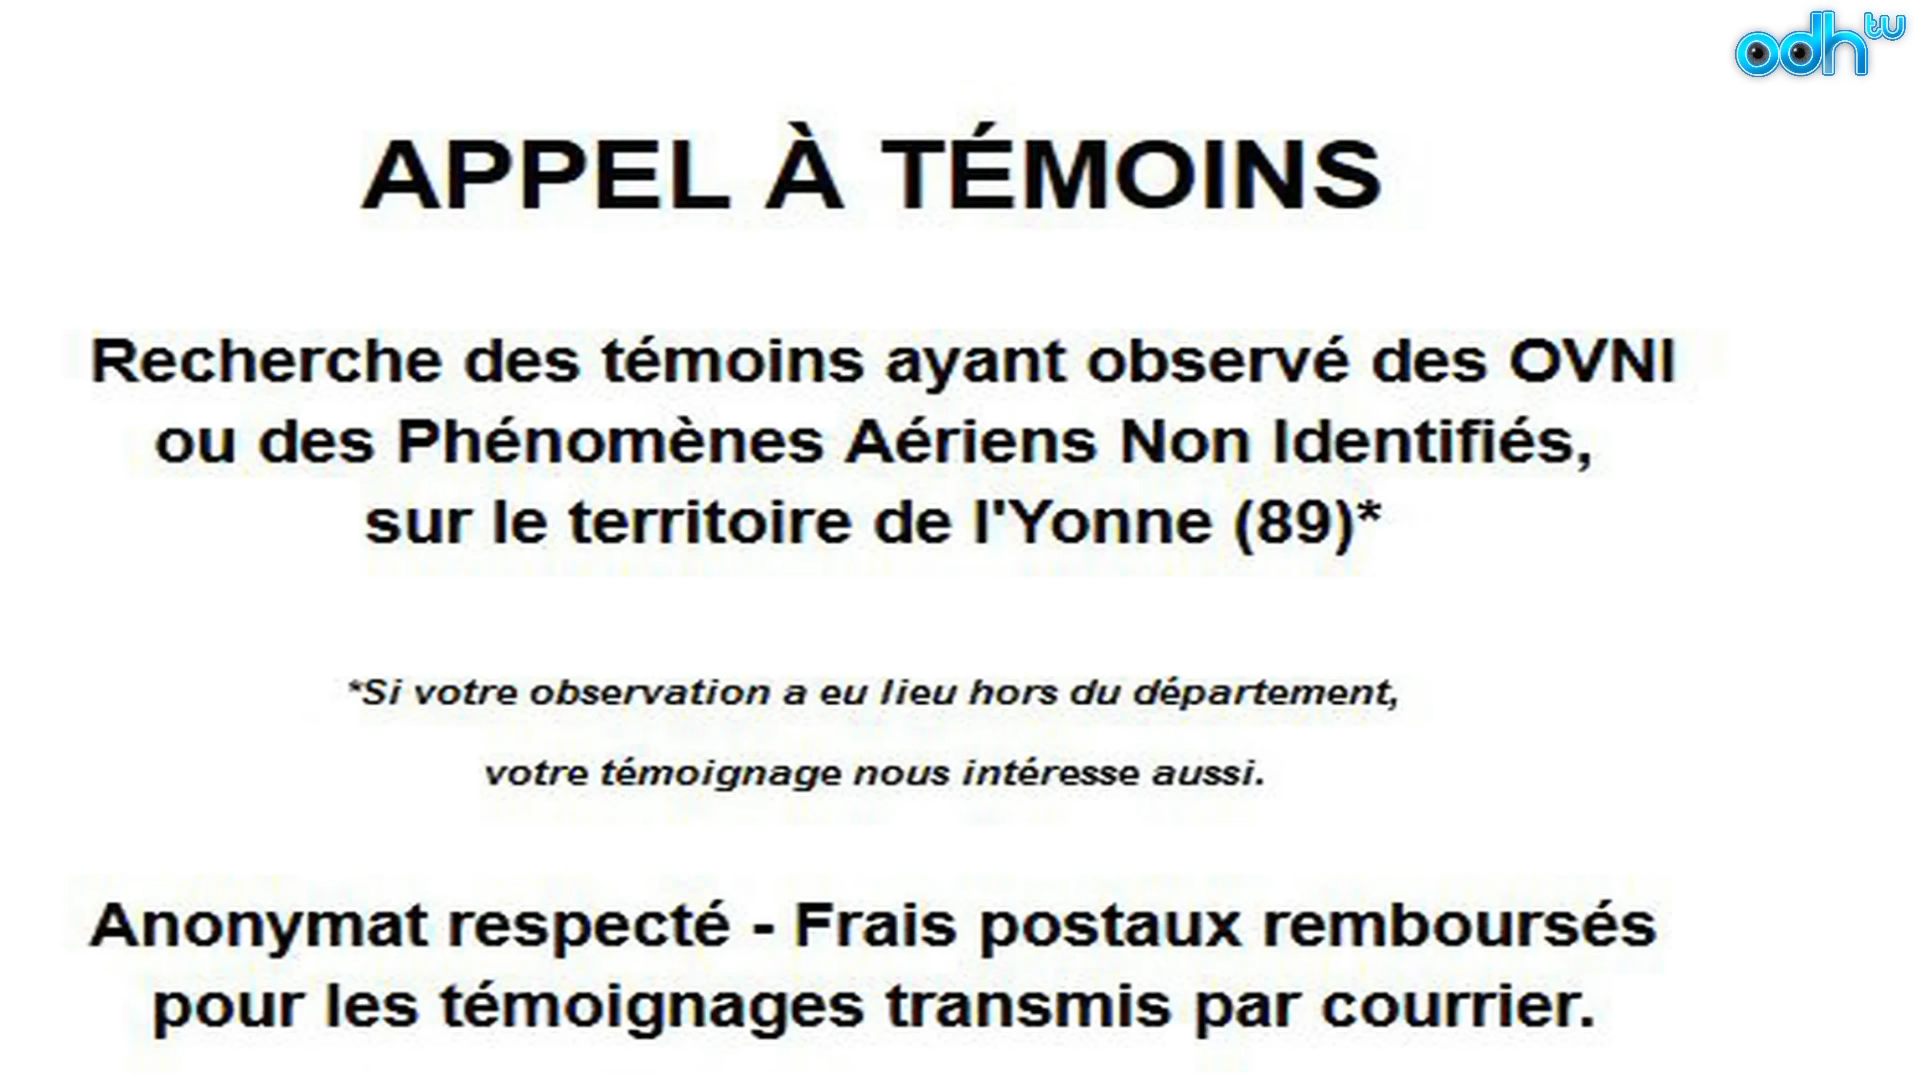 odh tv
APPEL À TÉMOINS
Recherche des témoins ayant observé des OVNI
ou des Phénomènes Aériens Non Identifiés,
sur le territoire de l'Yonne (89)*
*Si votre observation a eu lieu hors du département,
votre témoignage nous intéresse aussi.
Anonymat respecté - Frais postaux remboursés
pour les témoignages transmis par courrier.